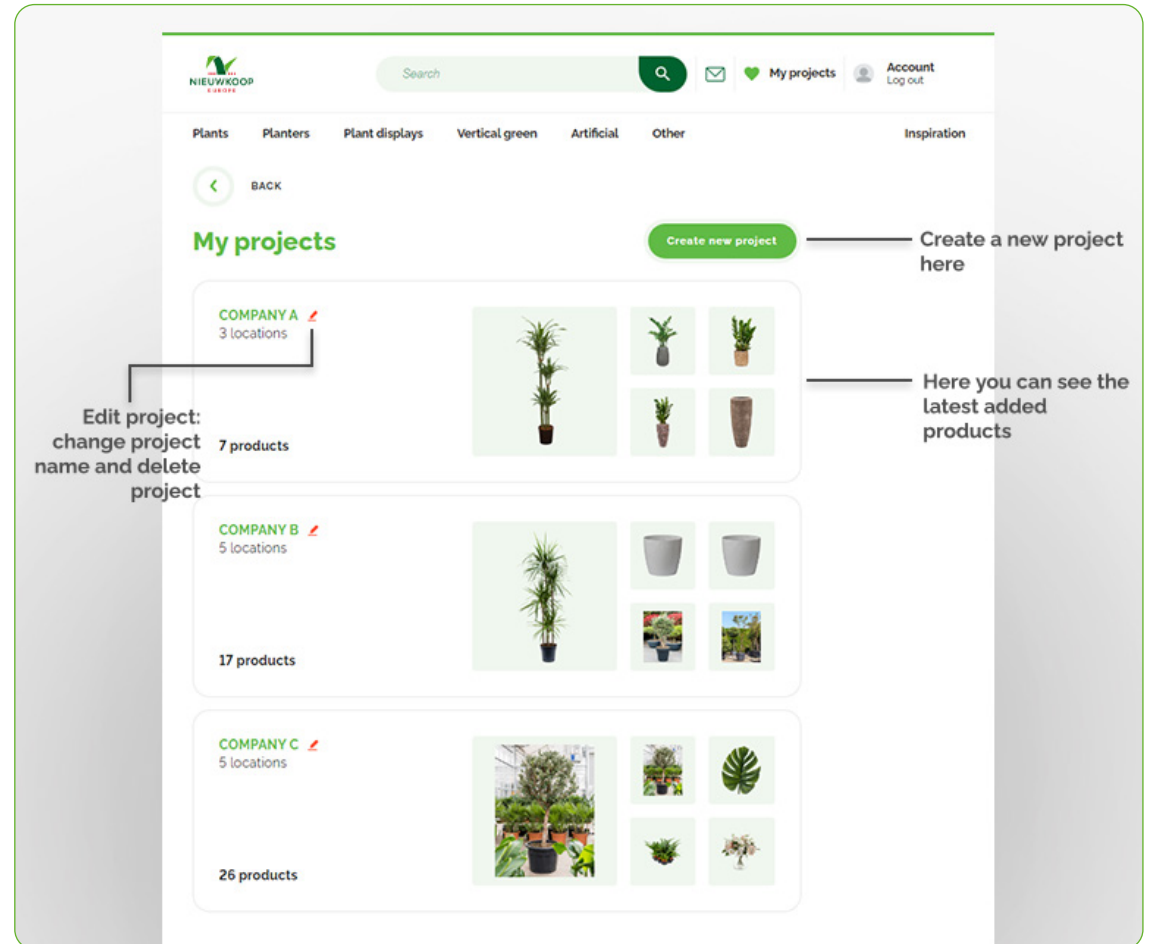 NIEUWKOOP
EUROPE
Search
My projects
Account
Log out
Plants
Planters
Plant displays
Vertical green
Artificial
Other
Inspiration
BACK
My projects
Create new project
Create a new project
here
COMPANY A
3 locations
7 products
Edit project:
change project
name and delete
project
Here you can see the
latest added
products
COMPANY B
5 locations
17 products
COMPANY C
5 locations
26 products